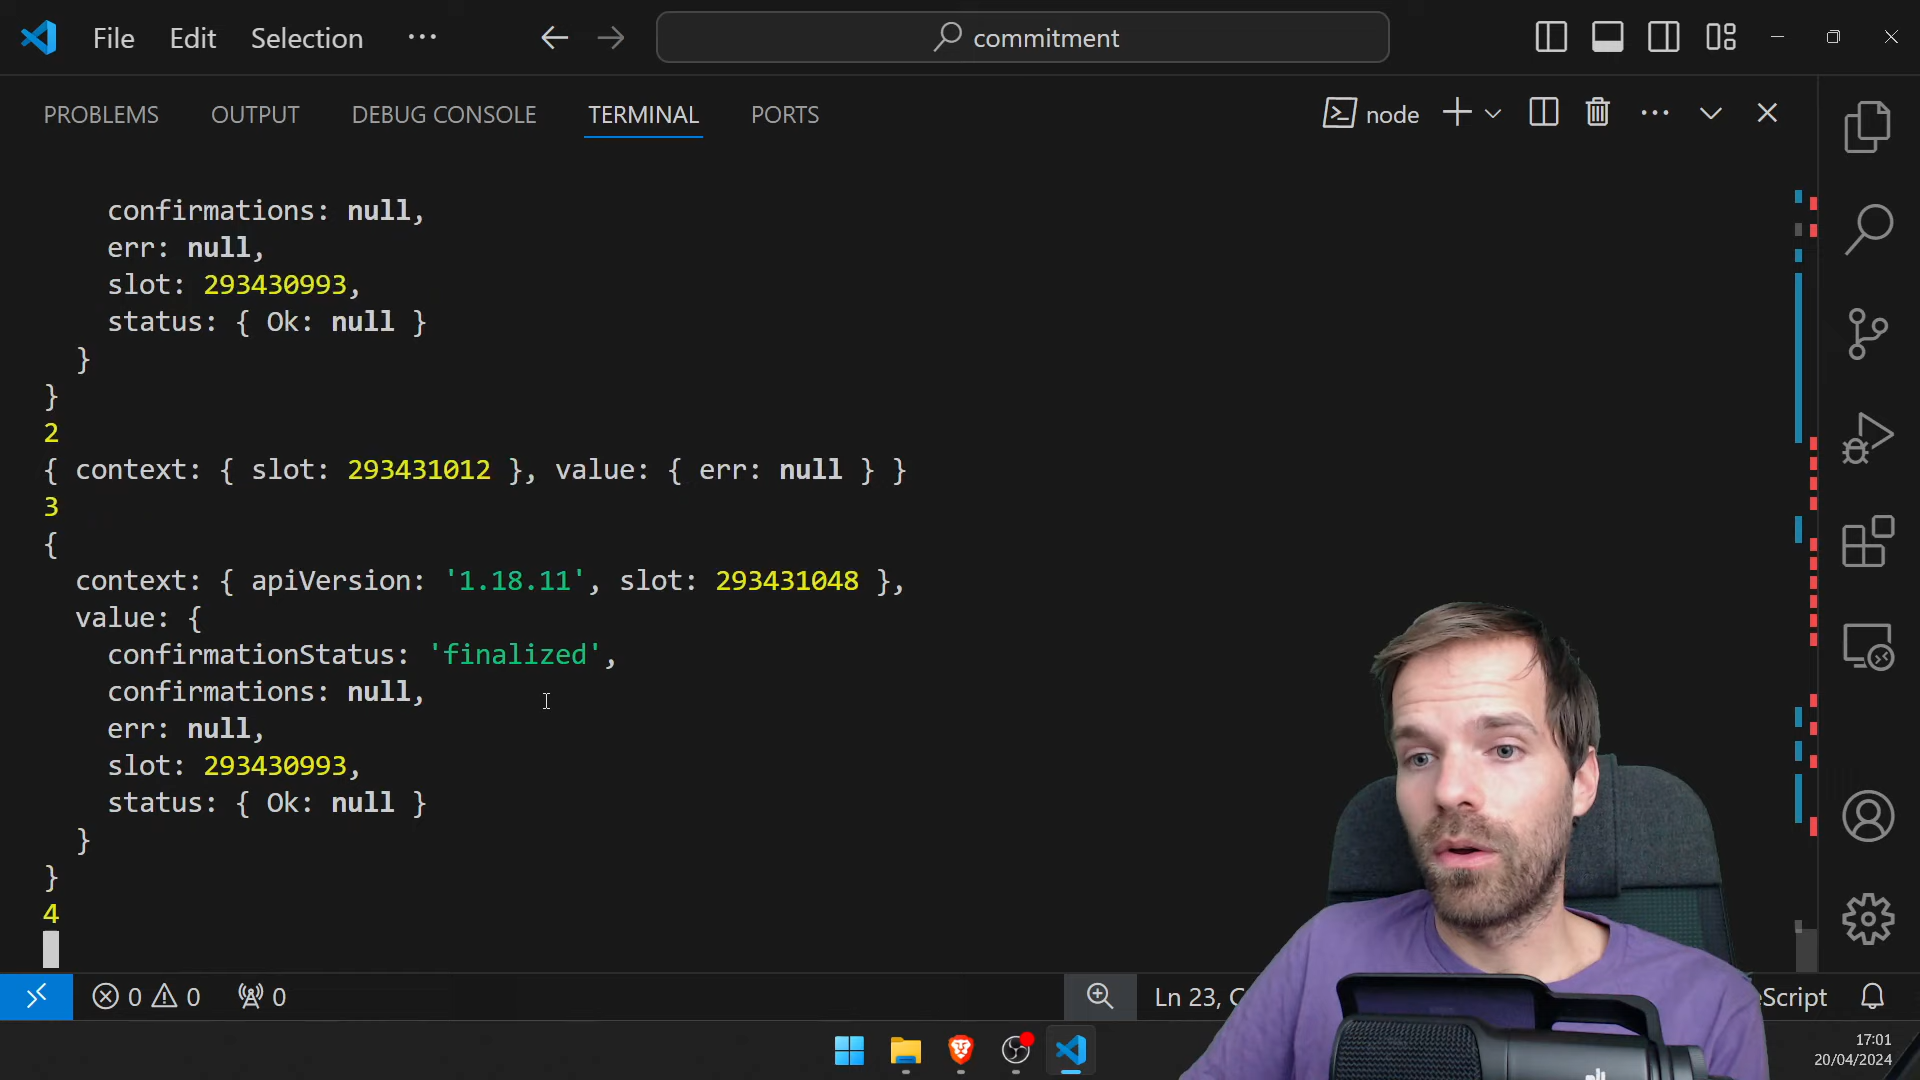 File Edit Selection ··· commitment
PROBLEMS OUTPUT DEBUG CONSOLE TERMINAL PORTS node
confirmations: null,
err: null,
slot: 293430993,
status: { Ok: null }
}
}
2
{ context: { slot: 293431012 }, value: { err: null } }
3
{
context: { apiVersion: '1.18.11', slot: 293431048 },
value: {
confirmationStatus: 'finalized',
confirmations: null,
err: null,
slot: 293430993,
status: { Ok: null }
}
}
4
0 0 0 Ln 23,
17:01
20/04/2024